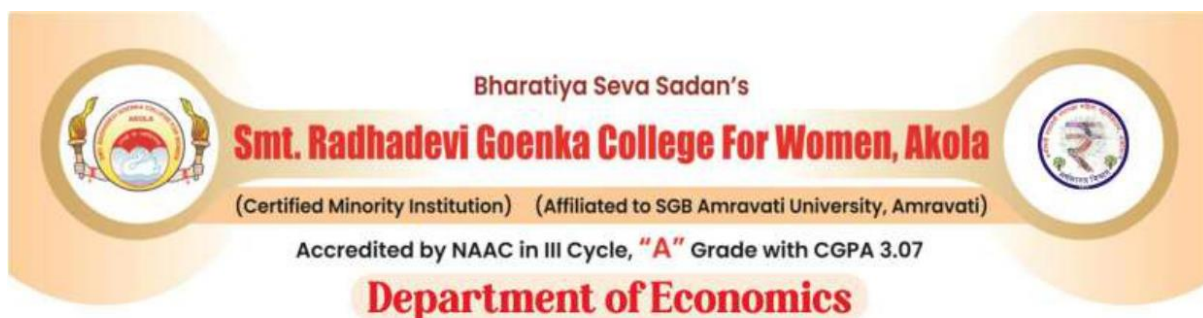 Bharatiya Seva Sadan's
Smt. Radhadevi Goenka College For Women, Akola
(Certified Minority Institution) (Affiliated to SGB Amravati University, Amravati)
Accredited by NAAC in III Cycle, "A" Grade with CGPA 3.07
Department of Economics